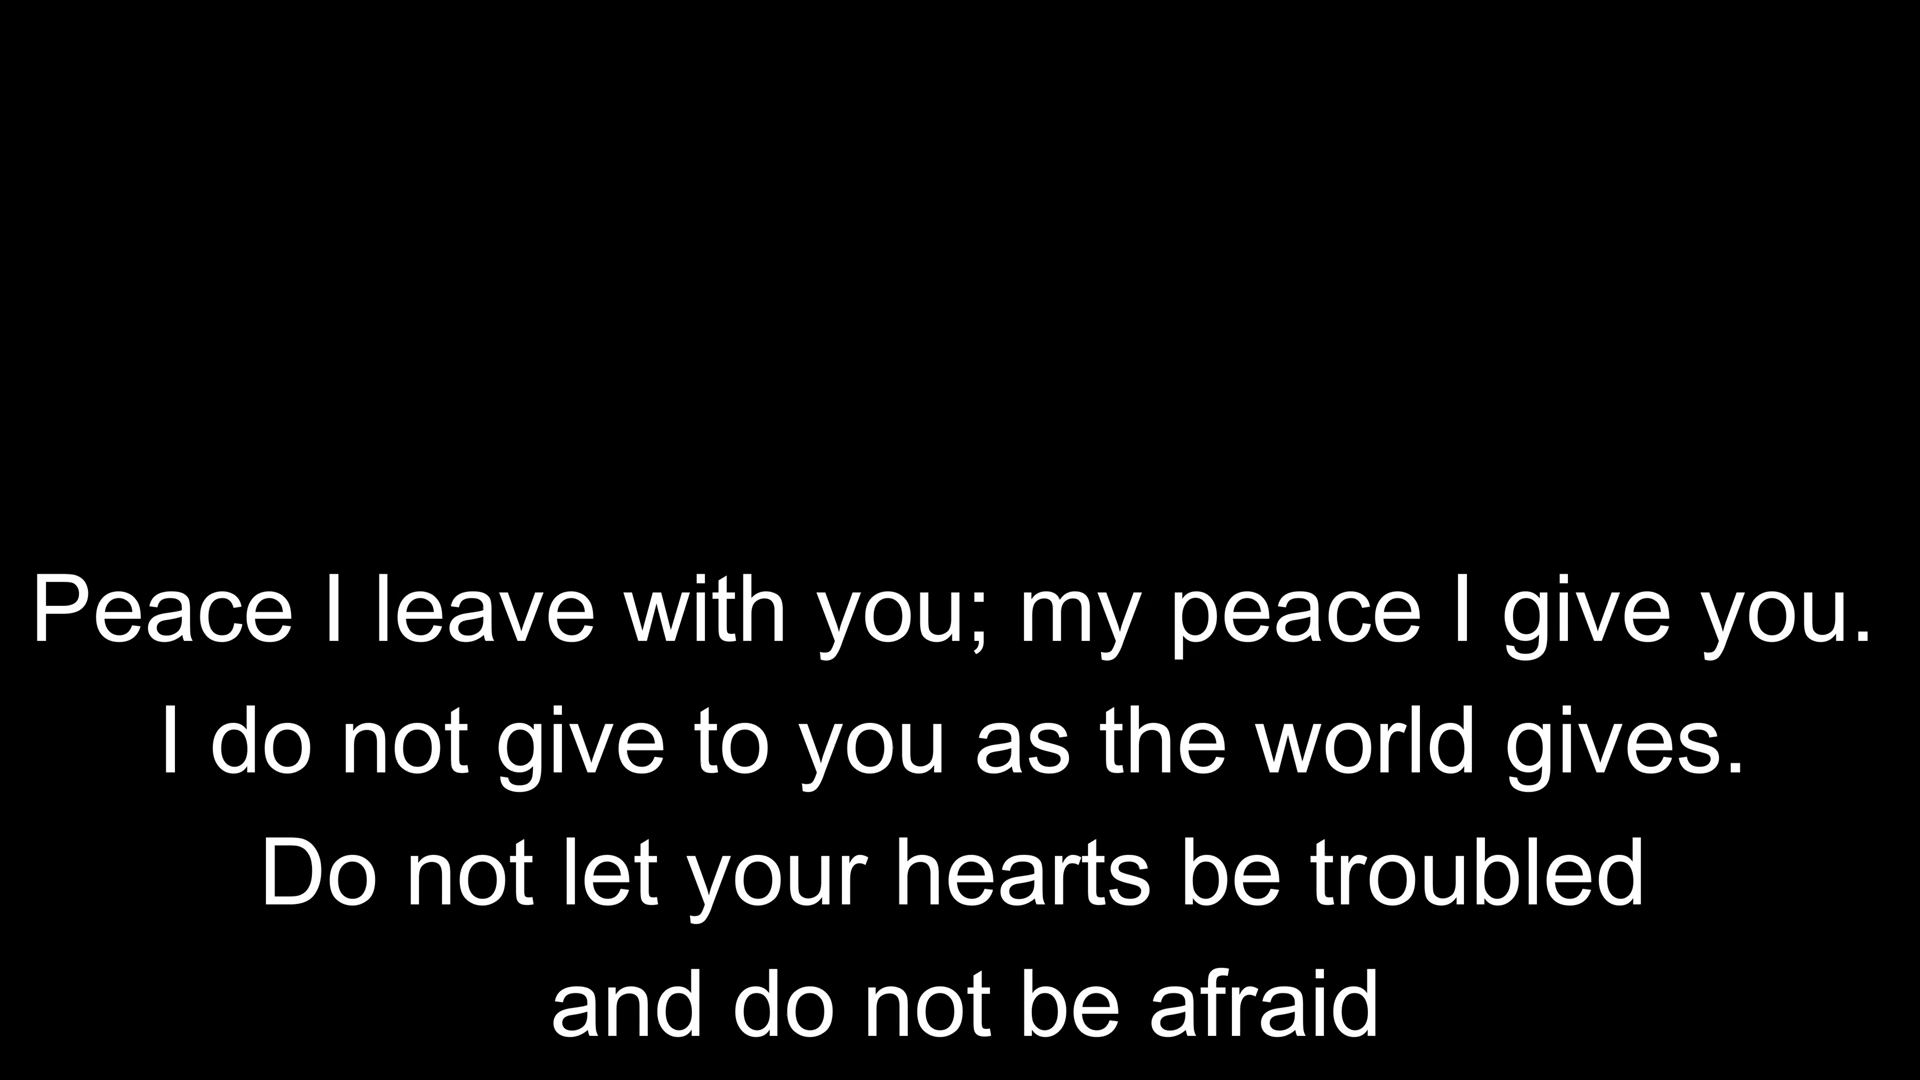 Peace I leave with you; my peace I give you.
I do not give to you as the world gives.
Do not let your hearts be troubled
and do not be afraid